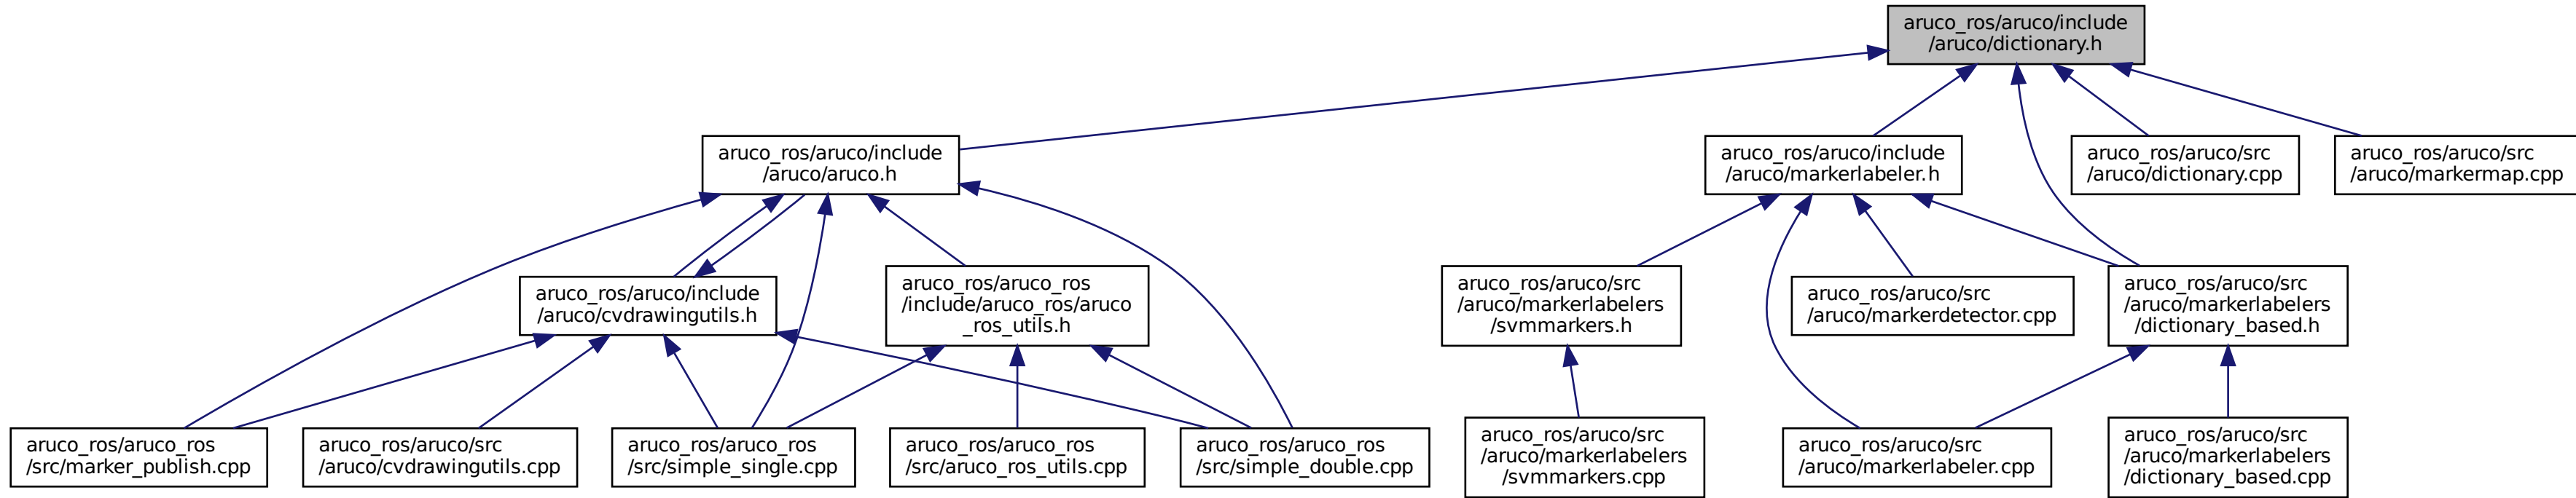 aruco_ros/aruco/include
/aruco/dictionary.h
aruco_ros/aruco/include
/aruco/aruco.h
aruco_ros/aruco/include
/aruco/markerlabeler.h
aruco_ros/aruco/src
/aruco/dictionary.cpp
aruco_ros/aruco/src
/aruco/markermap.cpp
aruco_ros/aruco/include
/aruco/cvdrawingutils.h
aruco_ros/aruco_ros
/include/aruco_ros/aruco
_ros_utils.h
aruco_ros/aruco/src
/aruco/markerlabelers
/svmmarkers.h
aruco_ros/aruco/src
/aruco/markerdetector.cpp
aruco_ros/aruco/src
/aruco/markerlabelers
/dictionary_based.h
aruco_ros/aruco_ros
/src/marker_publish.cpp
aruco_ros/aruco/src
/aruco/cvdrawingutils.cpp
aruco_ros/aruco_ros
/src/simple_single.cpp
aruco_ros/aruco_ros
/src/aruco_ros_utils.cpp
aruco_ros/aruco_ros
/src/simple_double.cpp
aruco_ros/aruco/src
/aruco/markerlabelers
/svmmarkers.cpp
aruco_ros/aruco/src
/aruco/markerlabeler.cpp
aruco_ros/aruco/src
/aruco/markerlabelers
/dictionary_based.cpp